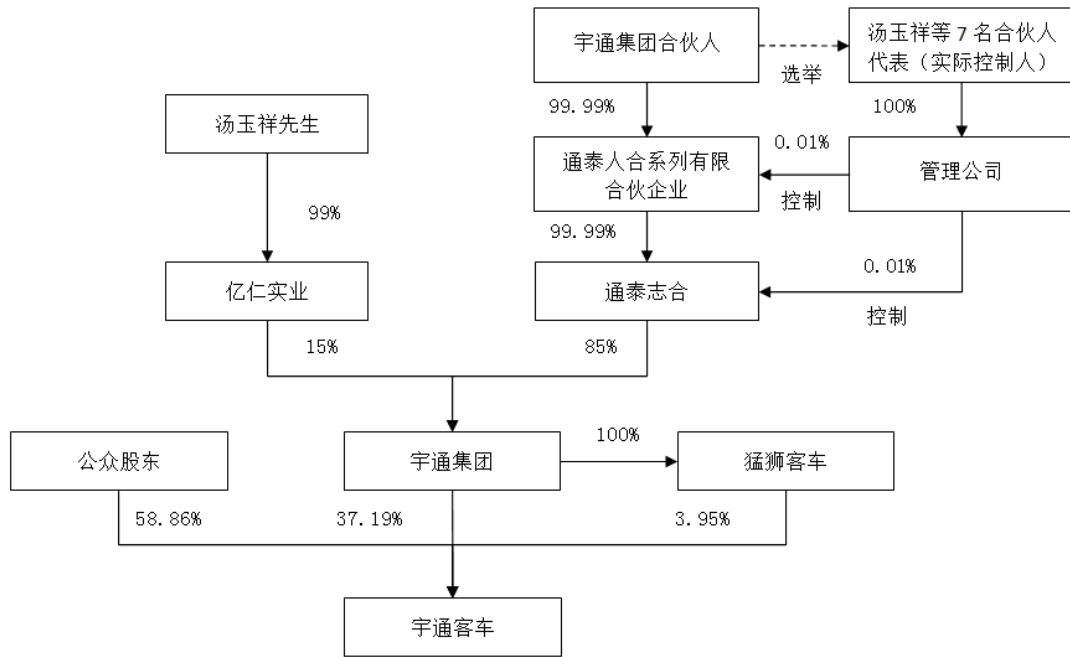 宇通集团合伙人
选举
汤玉祥等 7 名合伙人
代表（实际控制人）
99.99%
100%
汤玉祥先生
0.01%
通泰人合系列有限
合伙企业
控制
管理公司
99%
99.99%
0.01%
亿仁实业
通泰志合
控制
15%
85%
公众股东
宇通集团
100%
猛狮客车
58.86%
37.19%
3.95%
宇通客车